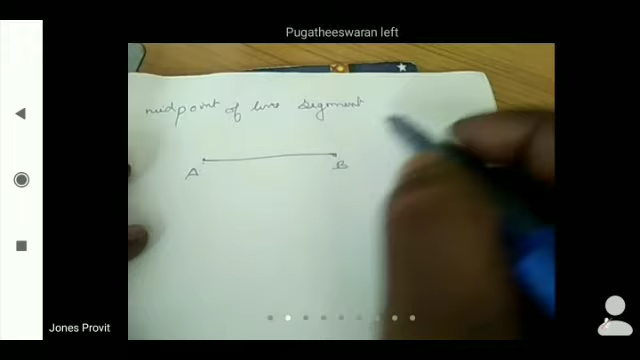 Pugatheeswaran left
midpoint of line segment
A
B
Jones Provit